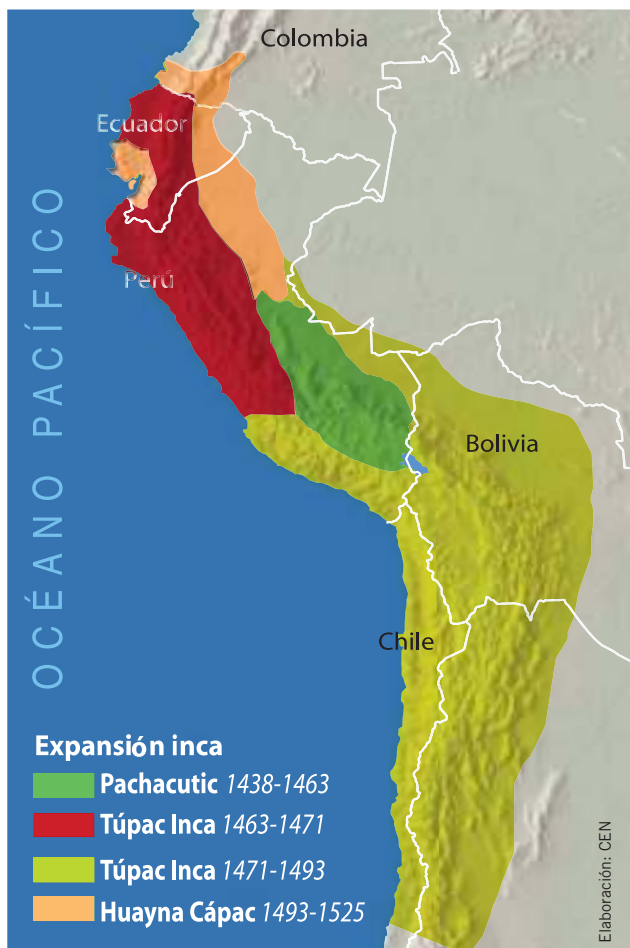 Colombia
Ecuador
Perú
OCÉANO PACÍFICO
Bolivia
Chile
Expansión inca
Pachacutic 1438-1463
Túpac Inca 1463-1471
Túpac Inca 1471-1493
Huayna Cápac 1493-1525
Elaboración: CEN